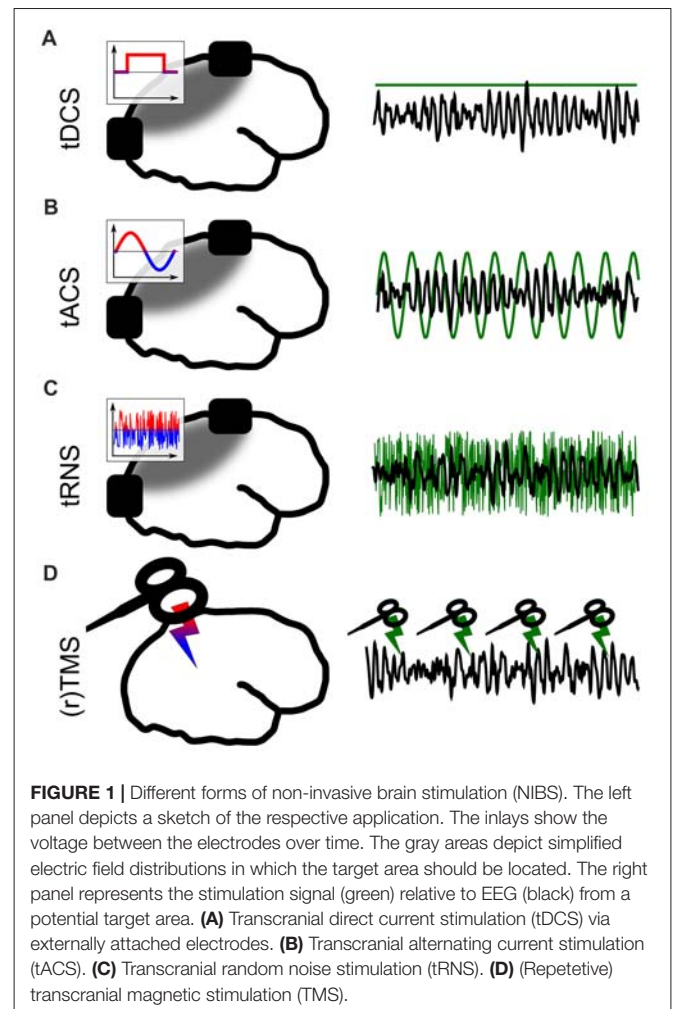 A
tDCS
B
tACS
C
tRNS
D
(r)TMS
FIGURE 1 | Different forms of non-invasive brain stimulation (NIBS). The left
panel depicts a sketch of the respective application. The inlays show the
voltage between the electrodes over time. The gray areas depict simplified
electric field distributions in which the target area should be located. The right
panel represents the stimulation signal (green) relative to EEG (black) from a
potential target area. (A) Transcranial direct current stimulation (tDCS) via
externally attached electrodes. (B) Transcranial alternating current stimulation
(tACS). (C) Transcranial random noise stimulation (tRNS). (D) (Repetetive)
transcranial magnetic stimulation (TMS).